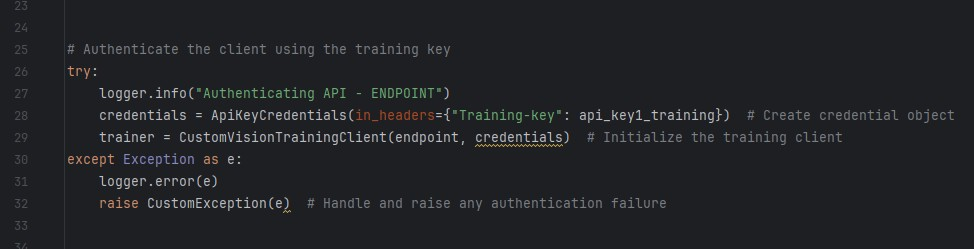 23
24
25 # Authenticate the client using the training key
26 try:
27     logger.info("Authenticating API - ENDPOINT")
28     credentials = ApiKeyCredentials(in_headers={"Training-key": api_key1_training})  # Create credential object
29     trainer = CustomVisionTrainingClient(endpoint, credentials)  # Initialize the training client
30 except Exception as e:
31     logger.error(e)
32     raise CustomException(e)  # Handle and raise any authentication failure
33
34